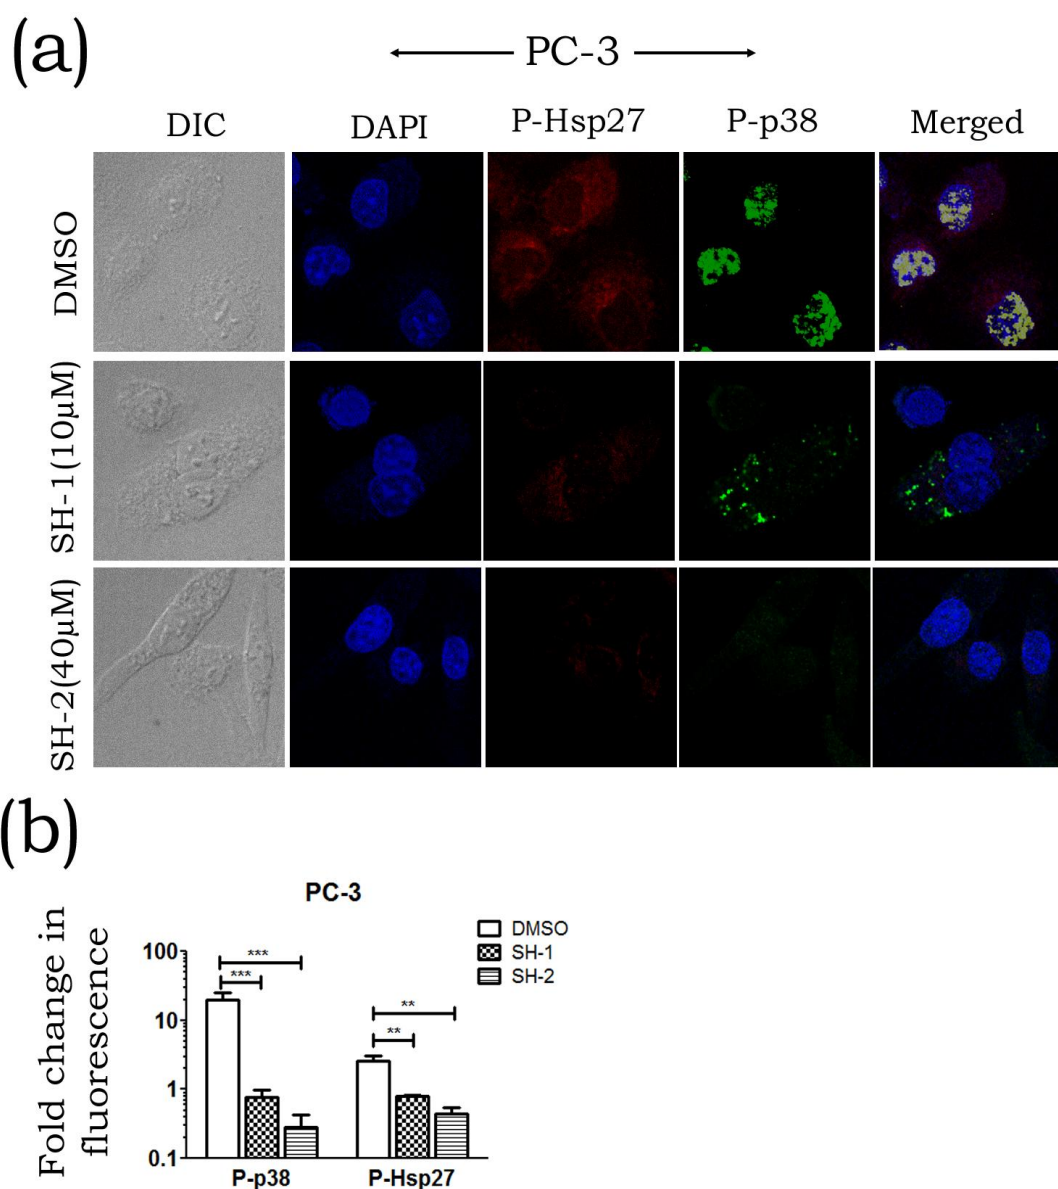 (a)
PC-3
DIC DAPI P-Hsp27 P-p38 Merged
DMSO
SH-1(10µM)
SH-2(40µM)
(b)
PC-3
Fold change in
fluorescence
100
10
1
0.1
***
***
**
**
DMSO
SH-1
SH-2
P-p38 P-Hsp27